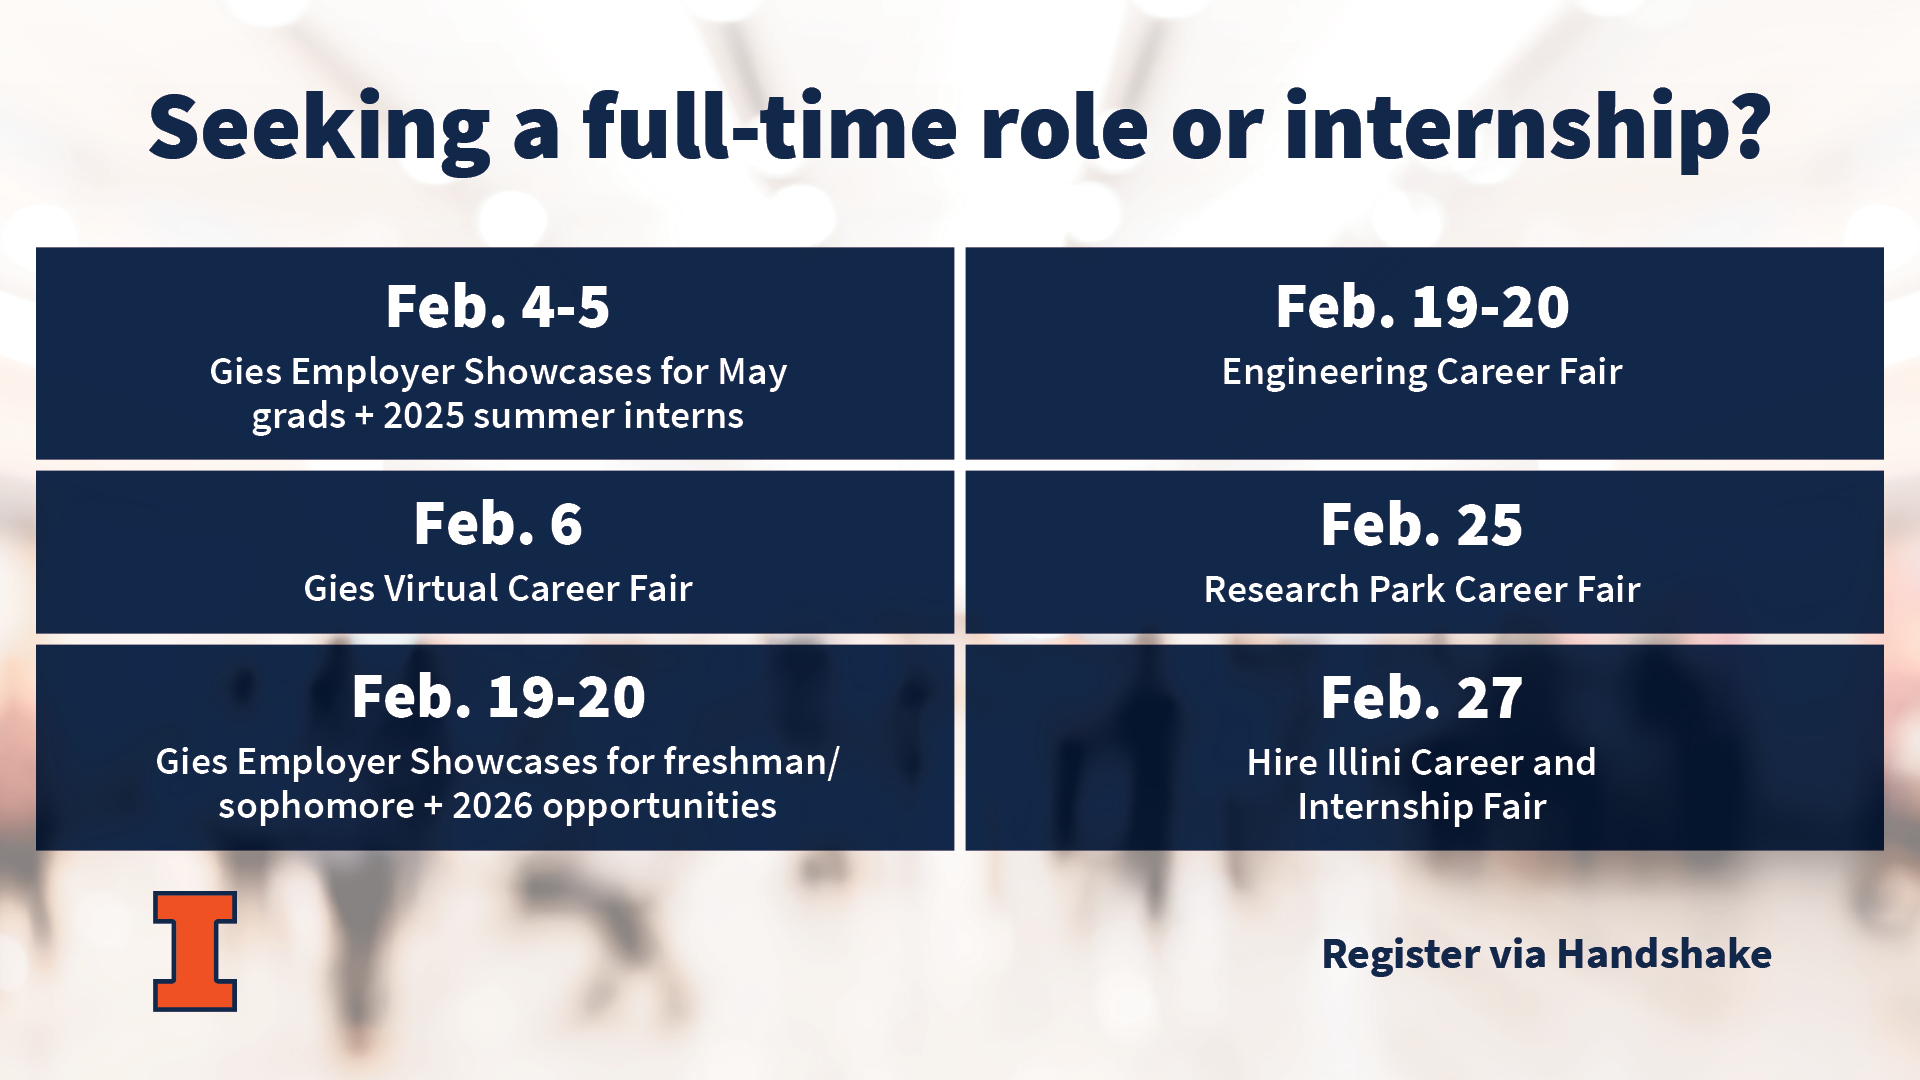 Seeking a full-time role or internship?
Feb. 4-5
Gies Employer Showcases for May
grads + 2025 summer interns
Feb. 19-20
Engineering Career Fair
Feb. 6
Gies Virtual Career Fair
Feb. 25
Research Park Career Fair
Feb. 19-20
Gies Employer Showcases for freshman/
sophomore + 2026 opportunities
Feb. 27
Hire Illini Career and
Internship Fair
I
Register via Handshake